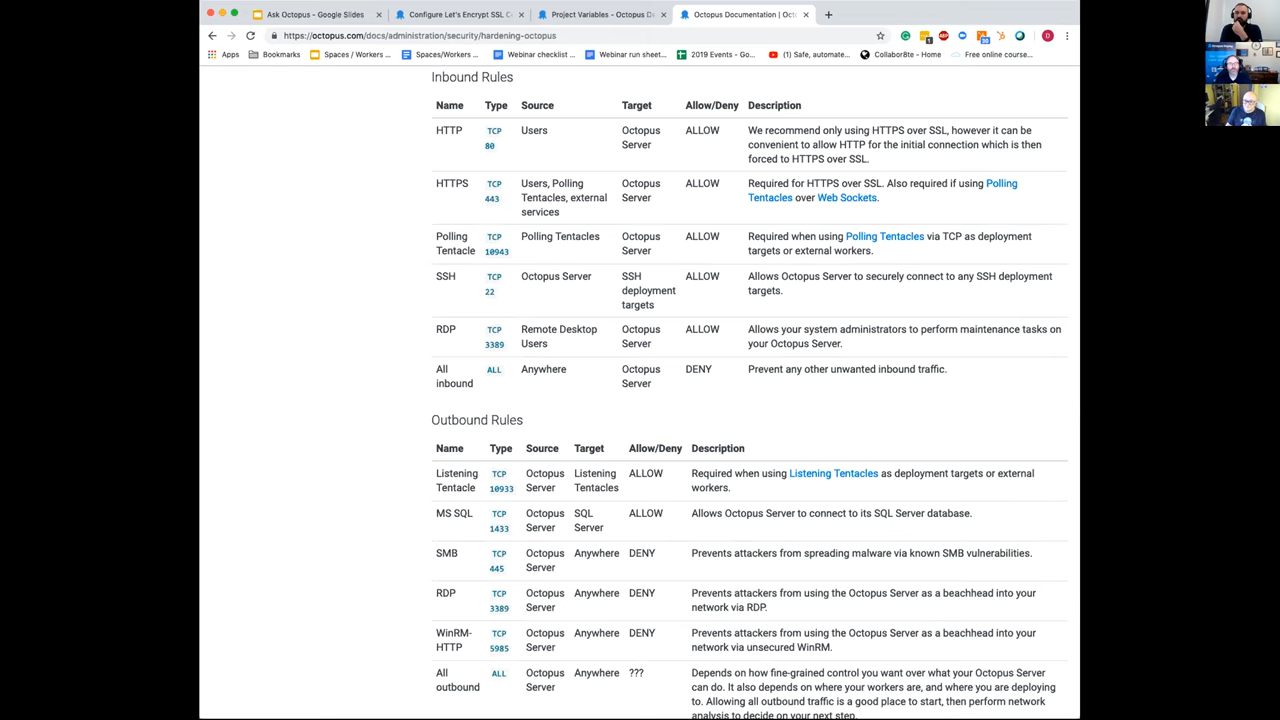 Ask Octopus - Google Slides
Configure Let's Encrypt SSL C
Project Variables - Octopus De
Octopus Documentation | Octo
https://octopus.com/docs/administration/security/hardening-octopus
Apps
Bookmarks
Spaces / Workers ...
Spaces/Workers ...
Webinar checklist ...
Webinar run sheet...
2019 Events - Go...
Safe, automate...
Collabor8te - Home
Free online course...
Inbound Rules
Name Type Source Target Allow/Deny Description
HTTP TCP Users Octopus ALLOW We recommend only using HTTPS over SSL, however it can be
80 Server convenient to allow HTTP for the initial connection which is then
forced to HTTPS over SSL.
HTTPS TCP Users, Polling Octopus ALLOW Required for HTTPS over SSL. Also required if using Polling
443 Tentacles, external Server Tentacles over Web Sockets.
services
Polling TCP Polling Tentacles Octopus ALLOW Required when using Polling Tentacles via TCP as deployment
Tentacle 10943 Server targets or external workers.
SSH TCP Octopus Server SSH ALLOW Allows Octopus Server to securely connect to any SSH deployment
22 deployment targets.
targets
RDP TCP Remote Desktop Octopus ALLOW Allows your system administrators to perform maintenance tasks on
3389 Users Server your Octopus Server.
All ALL Anywhere Octopus DENY Prevent any other unwanted inbound traffic.
inbound Server
Outbound Rules
Name Type Source Target Allow/Deny Description
Listening TCP Octopus Listening ALLOW Required when using Listening Tentacles as deployment targets or external
Tentacle 10933 Server Tentacles workers.
MS SQL TCP Octopus SQL ALLOW Allows Octopus Server to connect to its SQL Server database.
1433 Server Server
SMB TCP Octopus Anywhere DENY Prevents attackers from spreading malware via known SMB vulnerabilities.
445 Server
RDP TCP Octopus Anywhere DENY Prevents attackers from using the Octopus Server as a beachhead into your
3389 Server network via RDP.
WinRM- TCP Octopus Anywhere DENY Prevents attackers from using the Octopus Server as a beachhead into your
HTTP 5985 Server network via unsecured WinRM.
All ALL Octopus Anywhere ??? Depends on how fine-grained control you want over what your Octopus Server
outbound Server can do. It also depends on where your workers are, and where you are deploying
to. Allowing all outbound traffic is a good place to start, then perform network
analysis to decide on your next step.